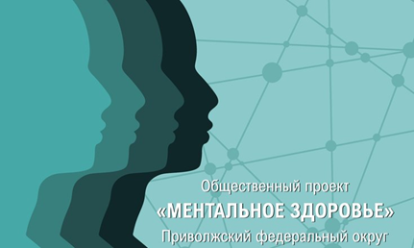 Общественный проект
«МЕНТАЛЬНОЕ ЗДОРОВЬЕ»
Приволжский федеральный округ